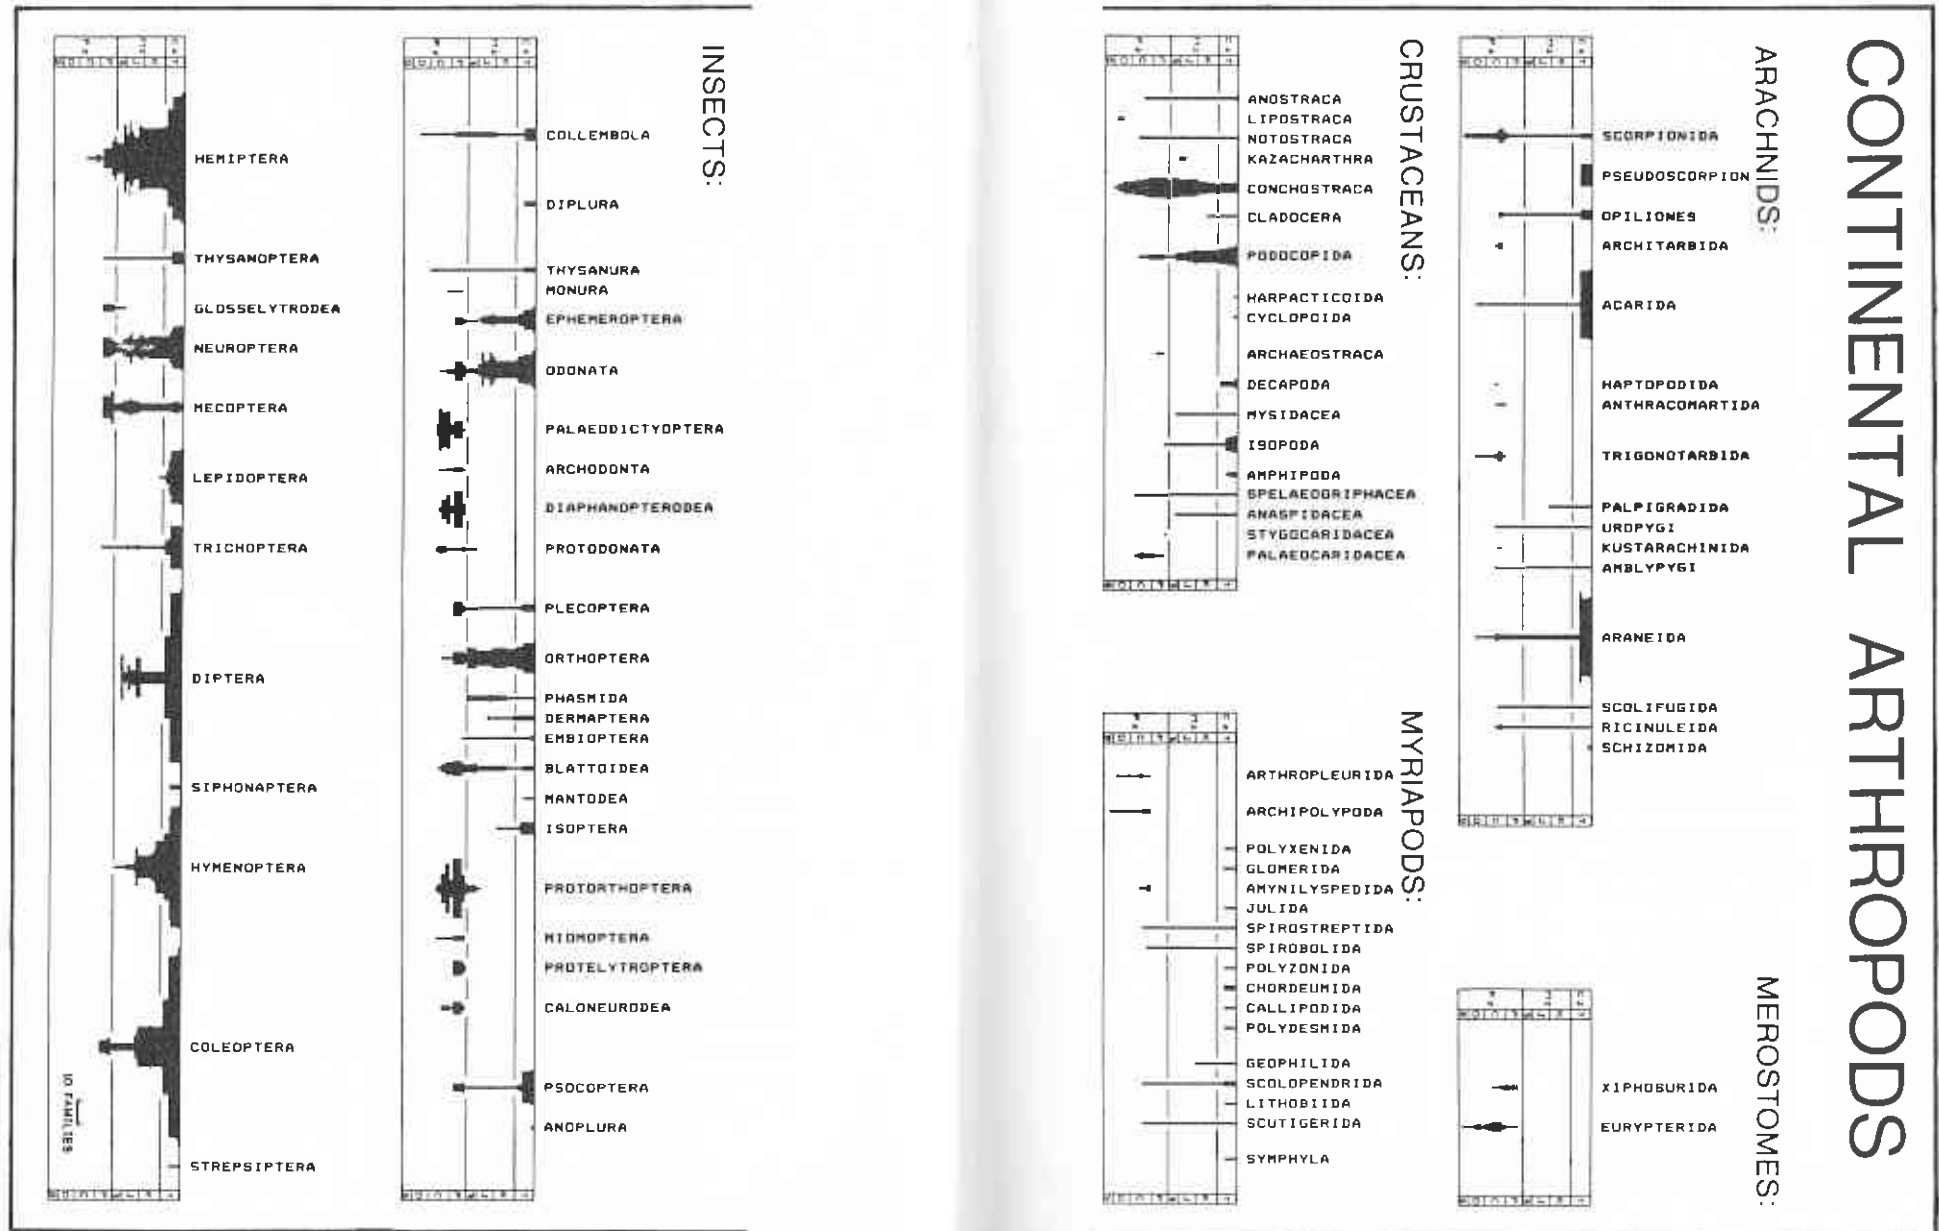 CONTINENTAL ARTHROPODS
ARACHNIDS:
SCORPIONIDA
PSEUDOSCORPION
OPILIONES
ARCHITARBIDA
ACARIDA
HAPTOPODIDA
ANTHRACOMARTIDA
TRIGONOTARBIDA
PALPIGRADIDA
UROPYGI
KUSTARACHINIDA
AMBLYPYGI
ARANEIDA
SCOLIFUGIDA
RICINULEIDA
SCHIZOMIDA
MEROSTOMES:
XIPHOSURIDA
EURYPTERIDA
CRUSTACEANS:
ANOSTRACA
LIPOSTRACA
NOTOSTRACA
KAZACHARTHRA
CONCHOSTRACA
CLADOCERA
PODOCOPIDA
HARPACTICOIDA
CYCLOPOIDA
ARCHAEOSTRACA
DECAPODA
MYSIDACEA
ISOPODA
AMPHIPODA
SPELAEOGRIPHACEA
ANASPIDACEA
STYGOCARIDACEA
PALAEOCARIDACEA
MYRIAPODS:
ARTHROPLEURIDA
ARCHIPOLYPODA
POLYXENIDA
GLOMERIDA
AMYNILYSPEDIDA
JULIDA
SPIROSTREPTIDA
SPIROBOLIDA
POLYZONIDA
CHORDEUMIDA
CALLIPODIDA
POLYDESMIDA
GEOPHILIDA
SCOLOPENDRIDA
LITHOBIIDA
SCUTIGERIDA
SYMPHYLA
INSECTS:
COLLEMBOLA
DIPLURA
THYSANURA
MONURA
EPHEMEROPTERA
ODONATA
PALAEODICTYOPTERA
ARCHODONTA
DIAPHANOPTERODEA
PROTODONATA
PLECOPTERA
ORTHOPTERA
PHASMIDA
DERMAPTERA
EMBIOPTERA
BLATTOIDEA
MANTODEA
ISOPTERA
PROTORTHOPTERA
MIOMOPTERA
PROTELYTROPTERA
CALONEURODEA
PSOCOPTERA
ANOPLURA
HEMIPTERA
THYSANOPTERA
GLOSSELYTRODEA
NEUROPTERA
MECOPTERA
LEPIDOPTERA
TRICHOPTERA
DIPTERA
SIPHONAPTERA
HYMENOPTERA
COLEOPTERA
STREPSIPTERA
10 FAMILIES